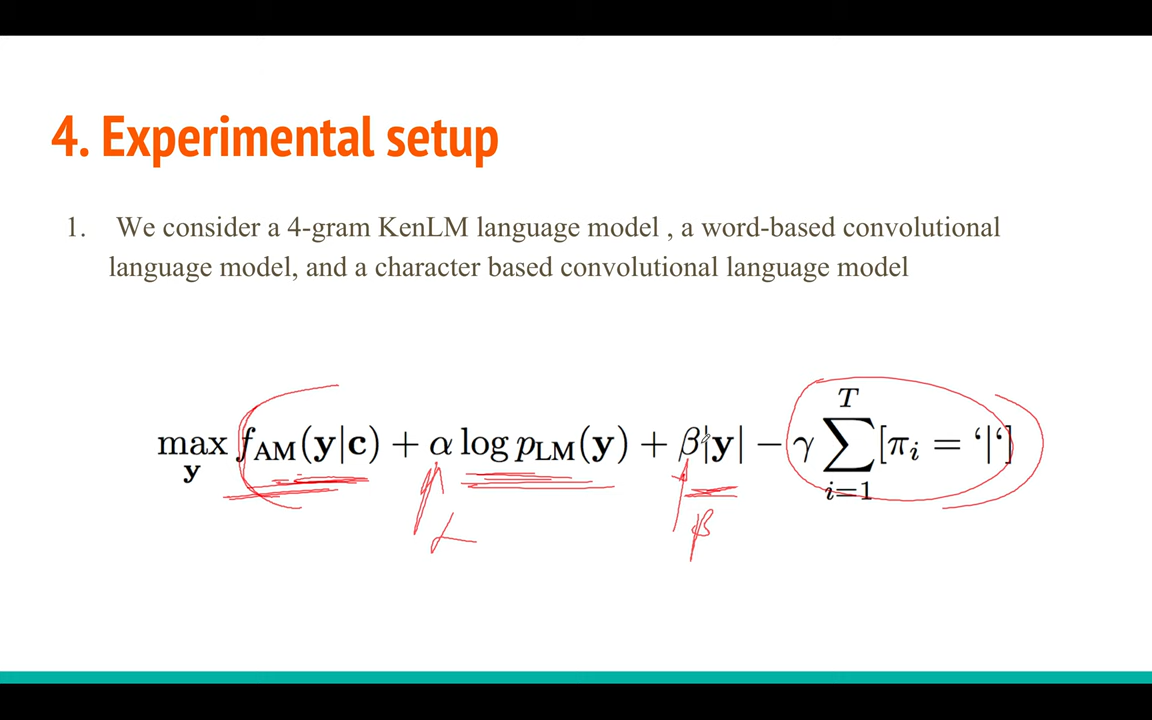 4. Experimental setup
1. We consider a 4-gram KenLM language model , a word-based convolutional
language model, and a character based convolutional language model
max_y f_AM(y|c) + α log p_LM(y) + β|y| − γ ∑_{i=1}^{T} [π_i = ‘|‘]
α β